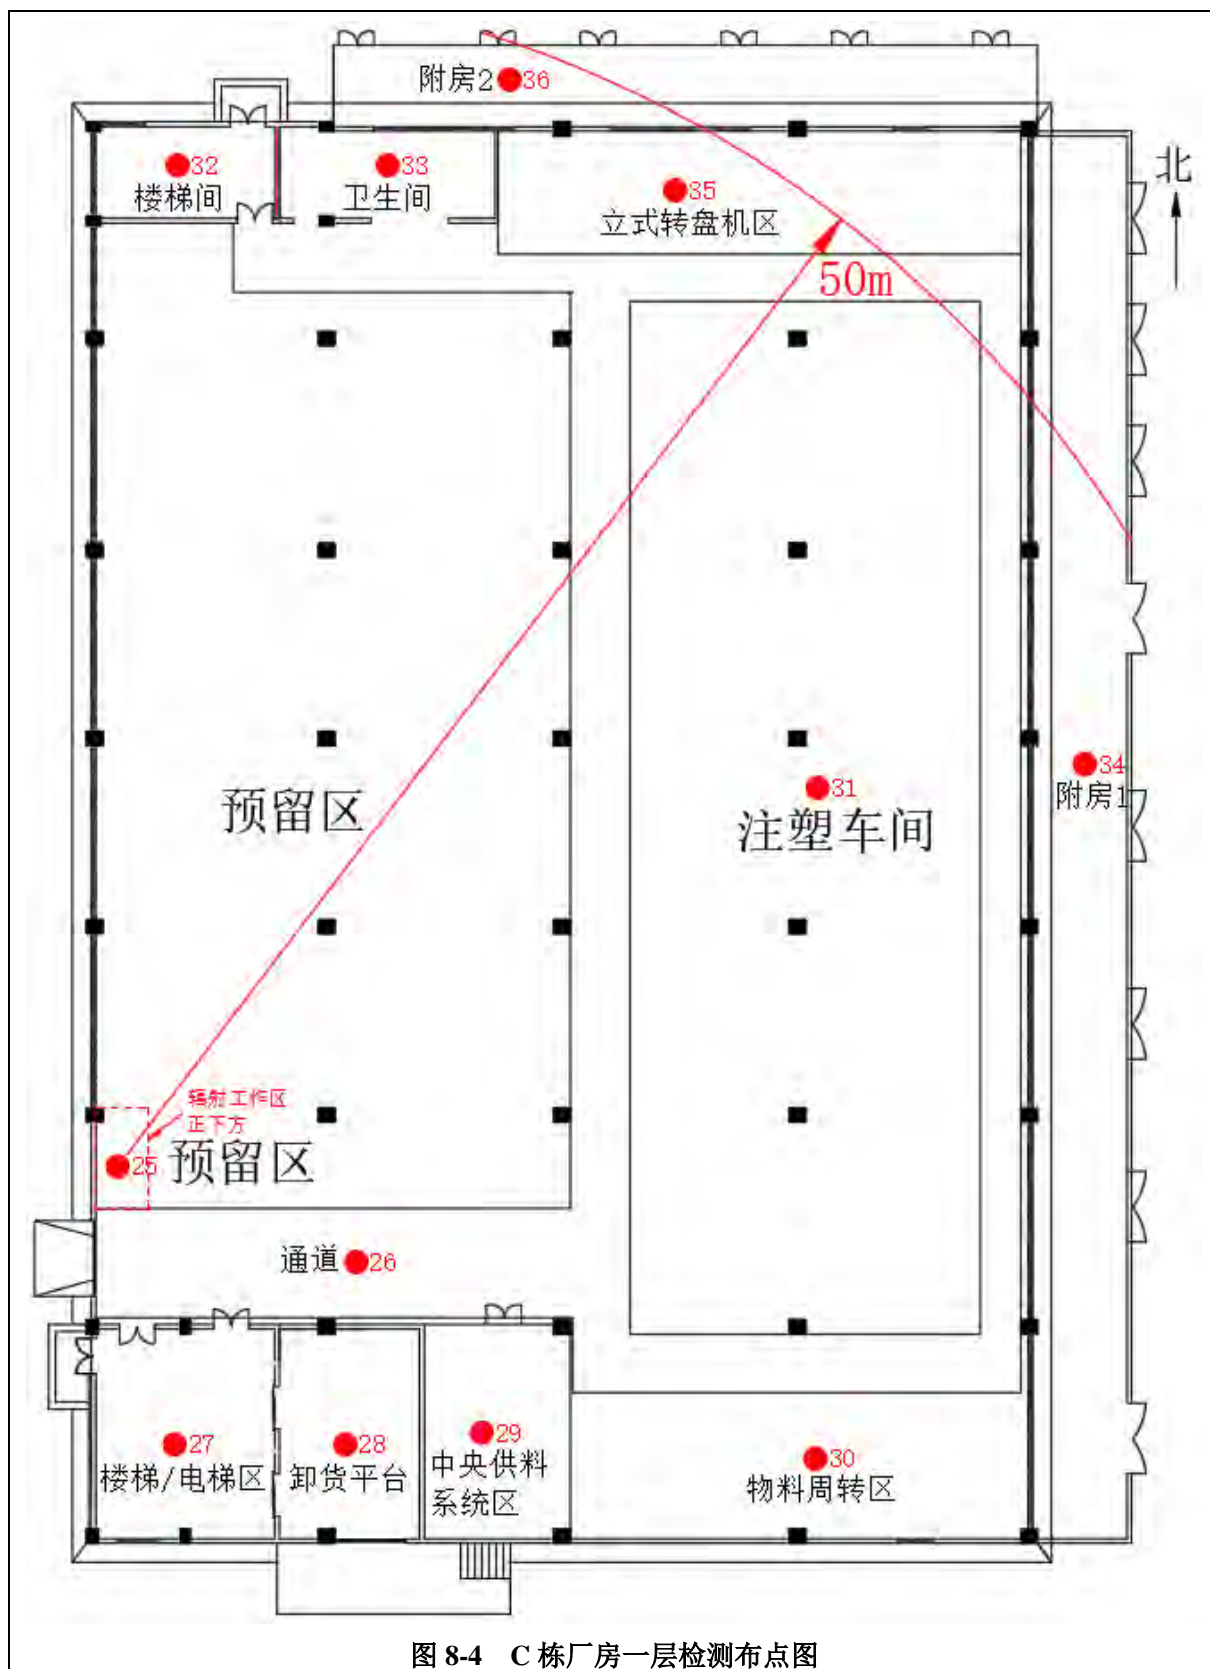 附房2 36
32
楼梯间
33
卫生间
35
立式转盘机区
北
50m
34
附房1
31
注塑车间
预留区
辐射工作区
正下方
25
预留区
通道 26
27
楼梯/电梯区
28
卸货平台
29
中央供料
系统区
30
物料周转区
图 8-4 C 栋厂房一层检测布点图